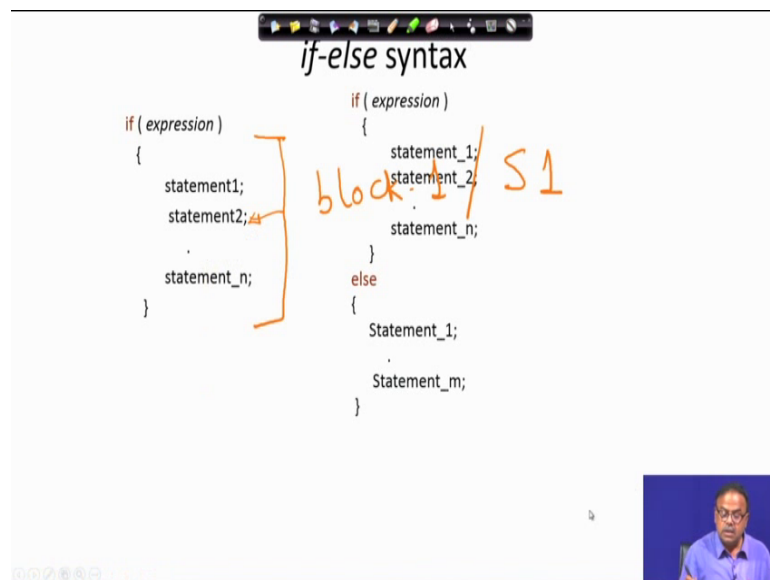 if-else syntax
if ( expression )
{
statement1;
statement2;
.
statement_n;
}
block-1 / S1
if ( expression )
{
statement_1;
statement_2;
.
statement_n;
}
else
{
Statement_1;
.
Statement_m;
}